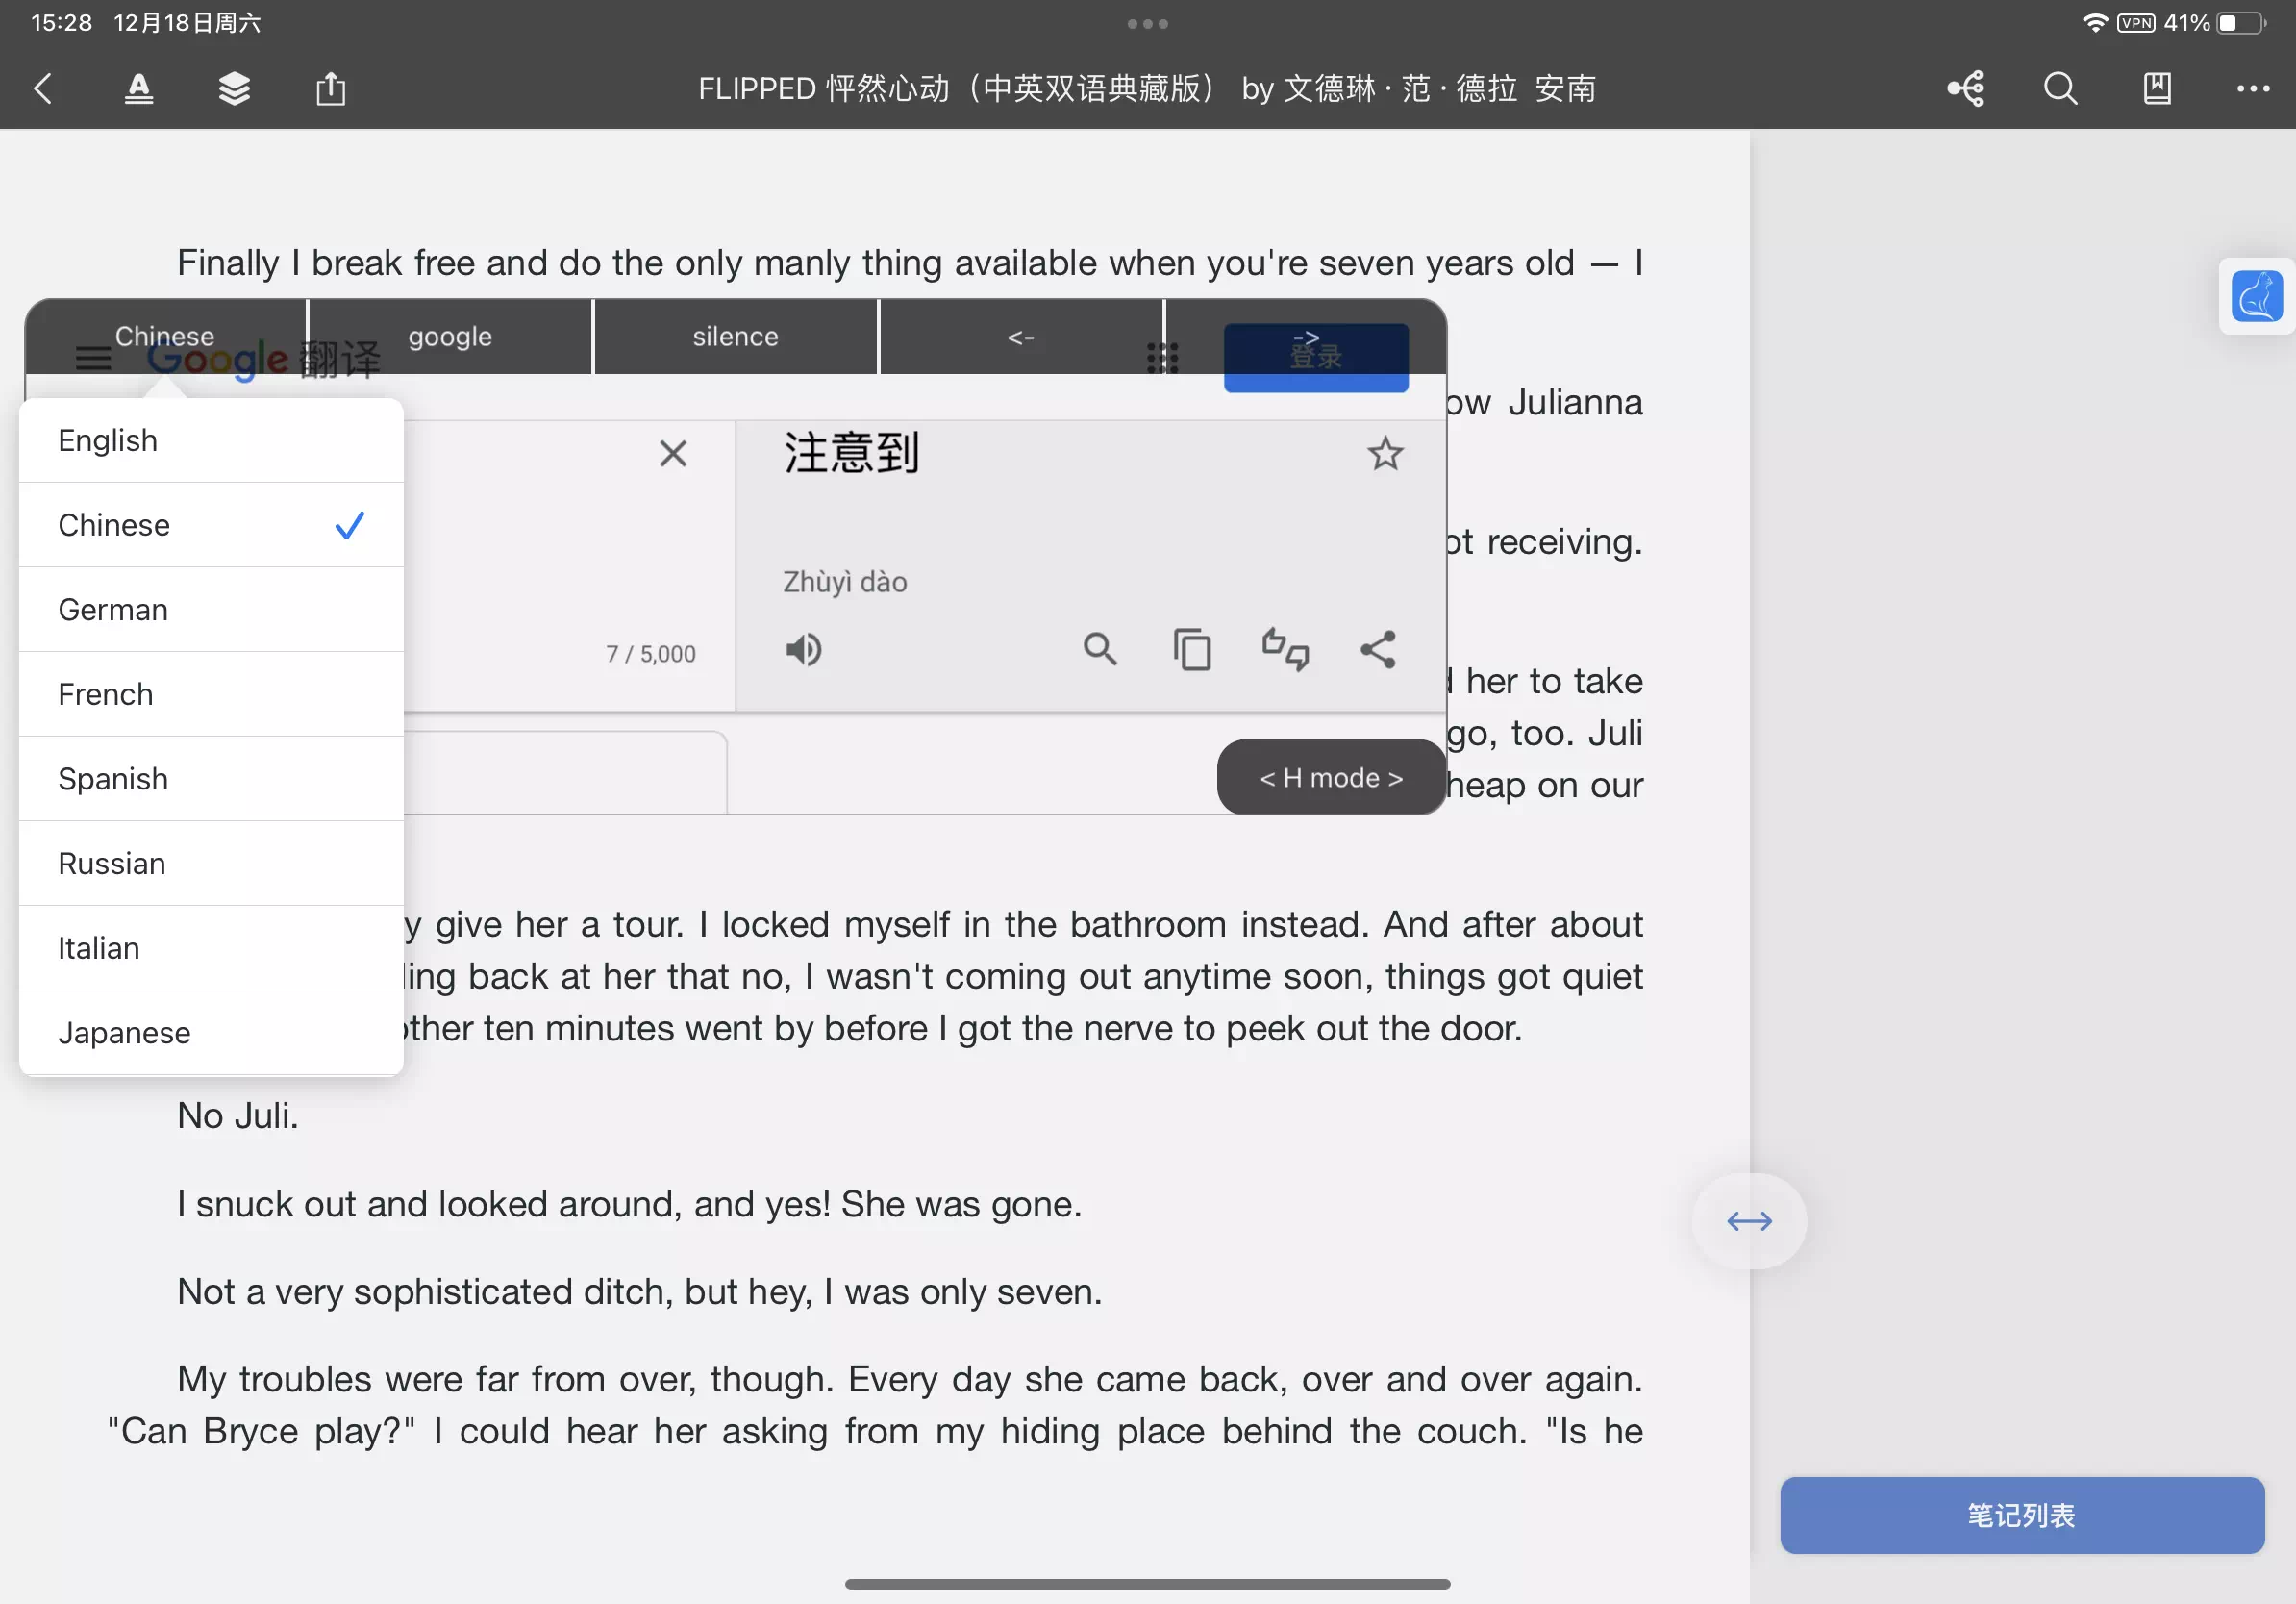 15:28 12月18日周六
VPN 41%
FLIPPED 怦然心动（中英双语典藏版） by 文德琳 · 范 · 德拉 安南
Finally I break free and do the only manly thing available when you're seven years old — I
Chinese google silence <- ->
Google 翻译 登录
ow Julianna
English
注意到
Chinese
receiving.
German
Zhùyì dào
7 / 5,000
her to take
French
go, too. Juli
Spanish
< H mode >
heap on our
Russian
y give her a tour. I locked myself in the bathroom instead. And after about
Italian
ling back at her that no, I wasn't coming out anytime soon, things got quiet
Japanese
other ten minutes went by before I got the nerve to peek out the door.
No Juli.
I snuck out and looked around, and yes! She was gone.
Not a very sophisticated ditch, but hey, I was only seven.
My troubles were far from over, though. Every day she came back, over and over again.
"Can Bryce play?" I could hear her asking from my hiding place behind the couch. "Is he
笔记列表